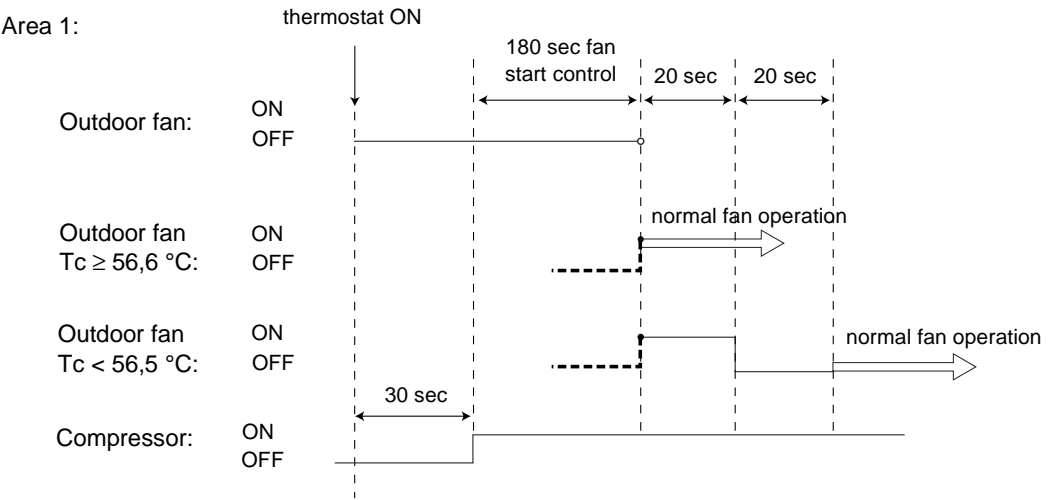 Area 1:
thermostat ON
180 sec fan
start control
20 sec
20 sec
Outdoor fan:
ON
OFF
normal fan operation
Outdoor fan
Tc ≥ 56,6 °C:
ON
OFF
Outdoor fan
Tc < 56,5 °C:
ON
OFF
normal fan operation
30 sec
Compressor:
ON
OFF